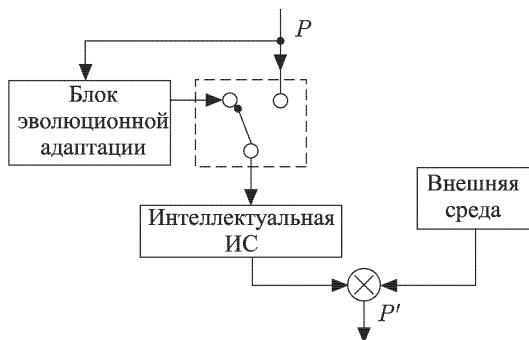 P
Блок
эволюционной
адаптации
Внешняя
среда
Интеллектуальная
ИС
P'